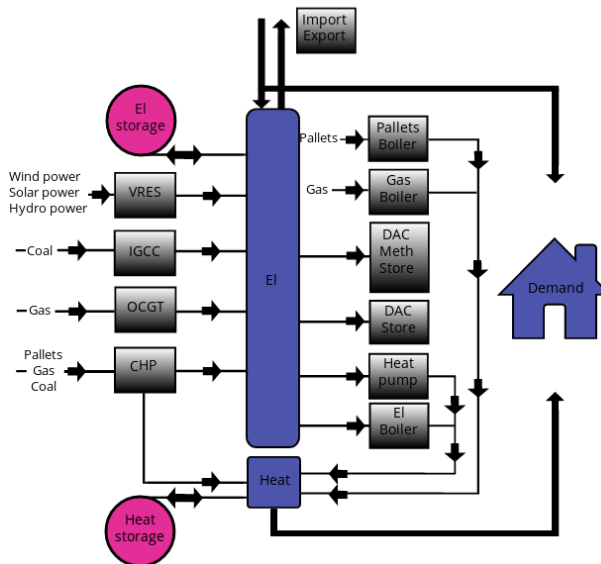 Import
Export
El
storage
Pallets
Pallets
Boiler
Wind power
Solar power
Hydro power
VRES
Gas
Gas
Boiler
Coal
IGCC
DAC
Meth
Store
El
Demand
Gas
OCGT
DAC
Store
Pallets
Gas
Coal
CHP
Heat
pump
El
Boiler
Heat
Heat
storage